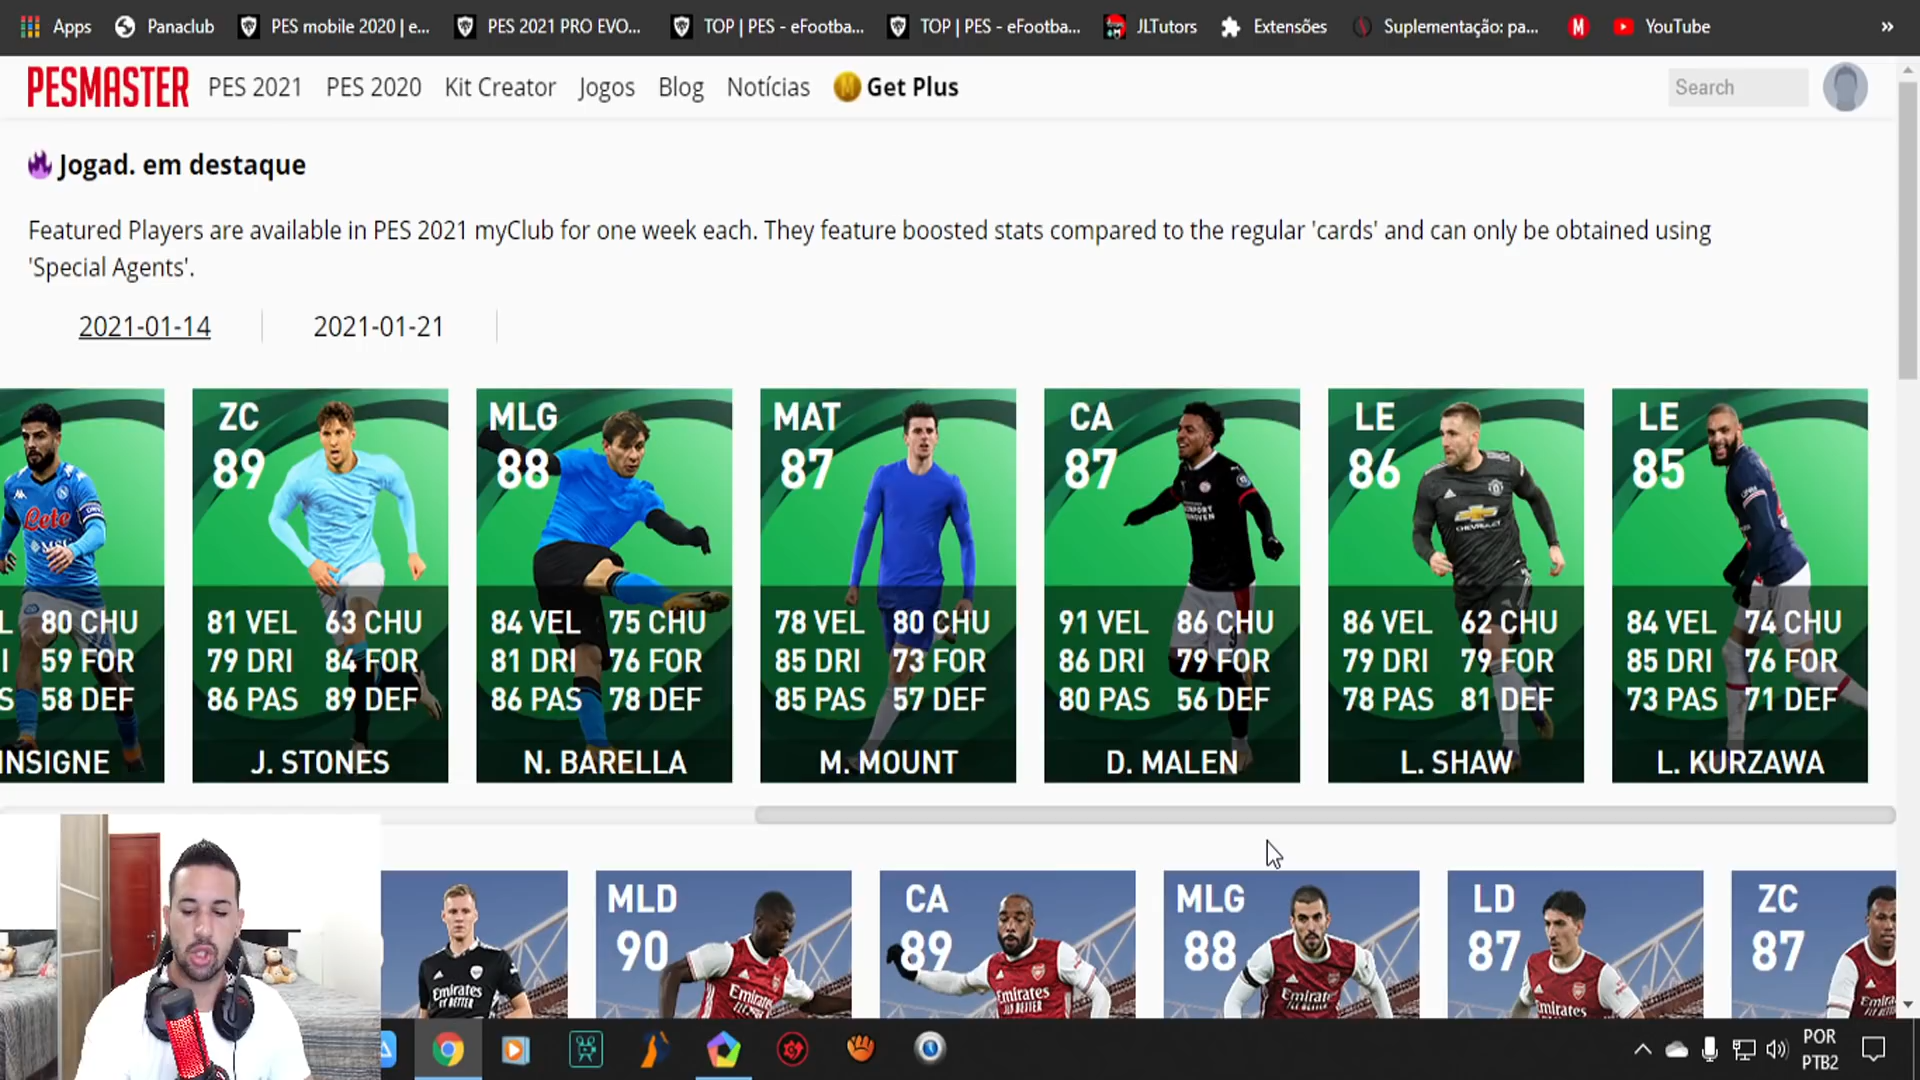 Apps Panaclub PES mobile 2020 | e... PES 2021 PRO EVO... TOP | PES - eFootba... TOP | PES - eFootba... JLTutors Extensões Suplementação: pa... M YouTube »
PESMASTER PES 2021 PES 2020 Kit Creator Jogos Blog Notícias Get Plus Search
Jogad. em destaque
Featured Players are available in PES 2021 myClub for one week each. They feature boosted stats compared to the regular 'cards' and can only be obtained using
'Special Agents'.
2021-01-14 2021-01-21
ZC MLG MAT CA LE LE
89 88 87 87 86 85
80 CHU 81 VEL 63 CHU 84 VEL 75 CHU 78 VEL 80 CHU 91 VEL 86 CHU 86 VEL 62 CHU 84 VEL 74 CHU
59 FOR 79 DRI 84 FOR 81 DRI 76 FOR 85 DRI 73 FOR 86 DRI 79 FOR 79 DRI 79 FOR 85 DRI 76 FOR
58 DEF 86 PAS 89 DEF 86 PAS 78 DEF 85 PAS 57 DEF 80 PAS 56 DEF 78 PAS 81 DEF 73 PAS 71 DEF
INSIGNE J. STONES N. BARELLA M. MOUNT D. MALEN L. SHAW L. KURZAWA
MLD CA MLG LD ZC
90 89 88 87 87
Emirates Emirates Emirates Emirates
FLY BETTER
POR
PTB2